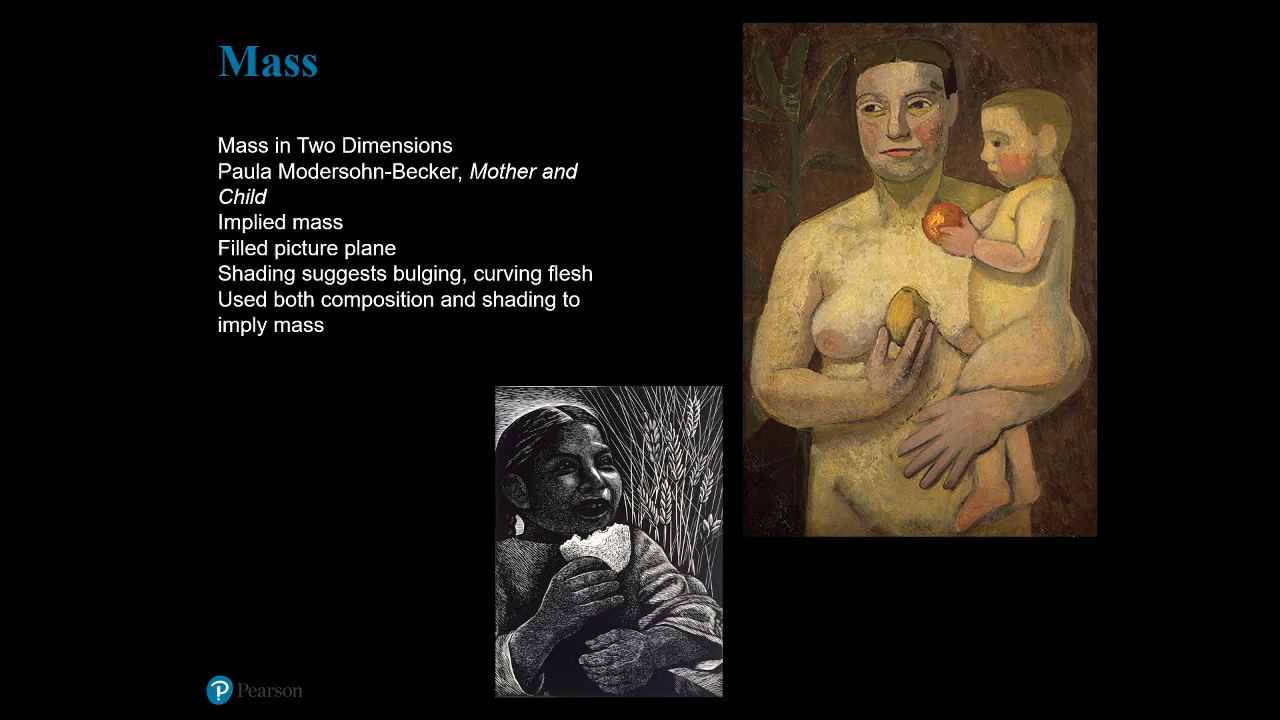 Mass
Mass in Two Dimensions
Paula Modersohn-Becker, Mother and
Child
Implied mass
Filled picture plane
Shading suggests bulging, curving flesh
Used both composition and shading to
imply mass
P Pearson